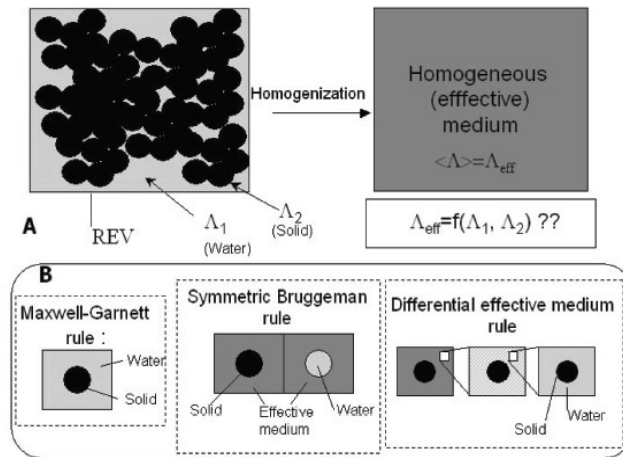 Homogenization
Homogeneous
(efffective)
medium
<Λ>=Λeff
Λ1
(Water)
Λ2
(Solid)
A
REV
Λeff=f(Λ1, Λ2) ??
B
Maxwell-Garnett
rule :
Water
Solid
Symmetric Bruggeman
rule
Solid
Effective
medium
Water
Differential effective medium
rule
Solid
Water